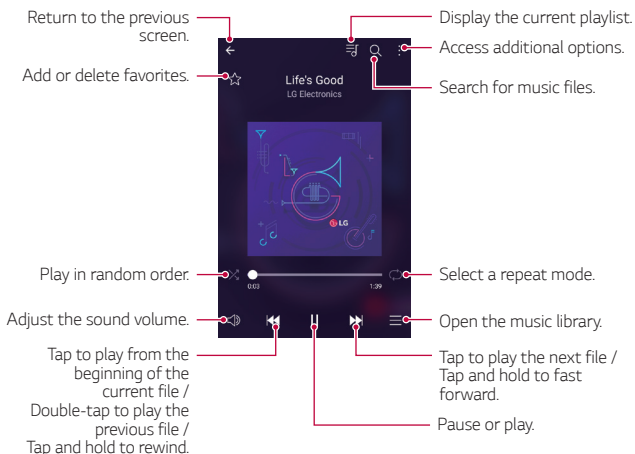 Return to the previous
screen.
Add or delete favorites.
Display the current playlist.
Access additional options.
Search for music files.
Life's Good
LG Electronics
LG
Play in random order.
0:03
1:39
Select a repeat mode.
Adjust the sound volume.
Open the music library.
Tap to play from the
beginning of the
current file /
Double-tap to play the
previous file /
Tap and hold to rewind.
Tap to play the next file /
Tap and hold to fast
forward.
Pause or play.